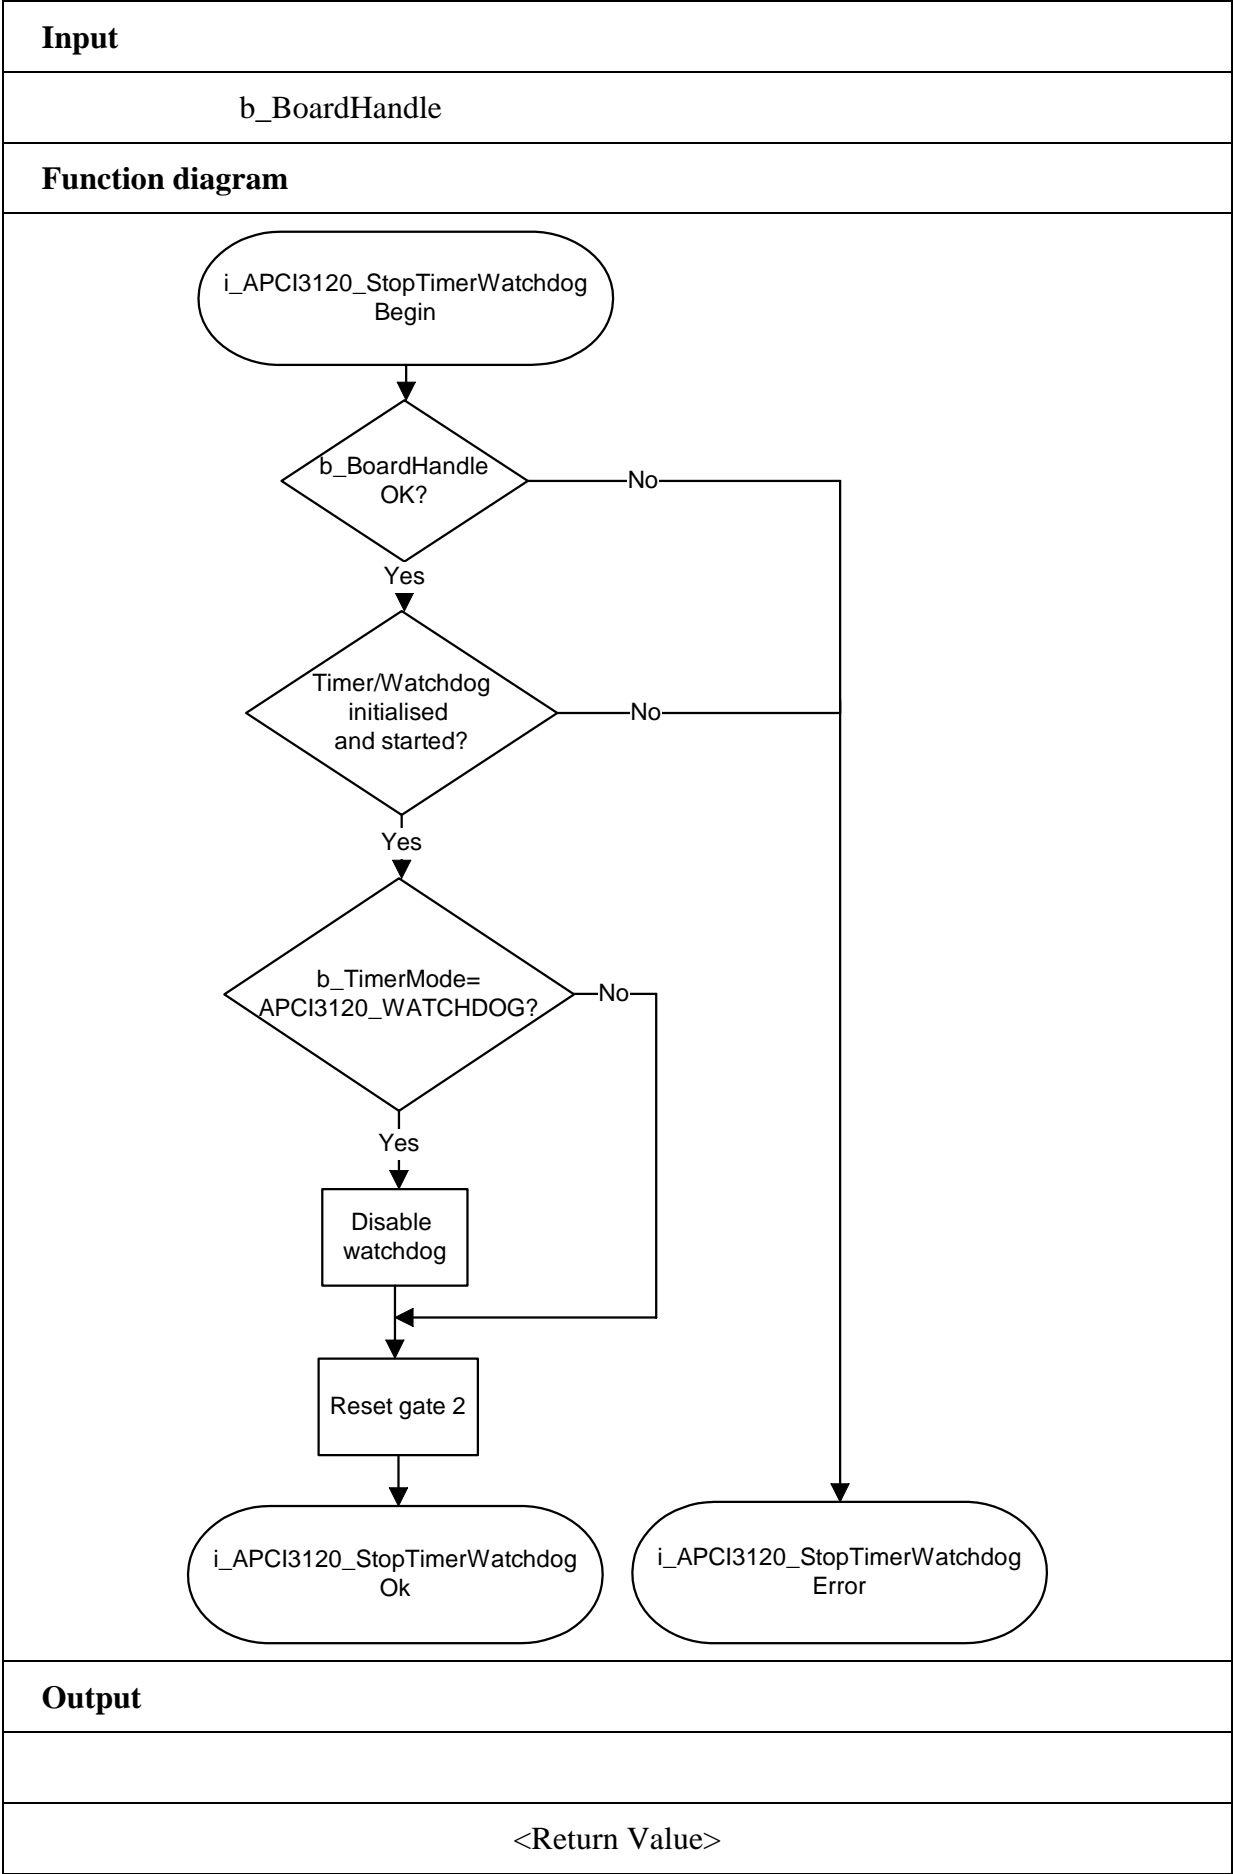 Input
b_BoardHandle
Function diagram
i_APCI3120_StopTimerWatchdog
Begin
b_BoardHandle
OK?
No
Yes
Timer/Watchdog
initialised
and started?
No
Yes
b_TimerMode=
APCI3120_WATCHDOG?
No
Yes
Disable
watchdog
Reset gate 2
i_APCI3120_StopTimerWatchdog
Ok
i_APCI3120_StopTimerWatchdog
Error
Output
<Return Value>